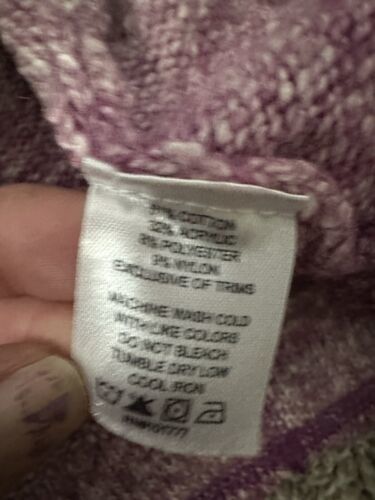 COTTON
32% ACRYLIC
8% POLYESTER
NYLON
EXCLUSIVE OF TRIMS
MACHINE WASH COLD
WITH LIKE COLORS
DO NOT BLEACH
TUMBLE DRY LOW
COOL IRON